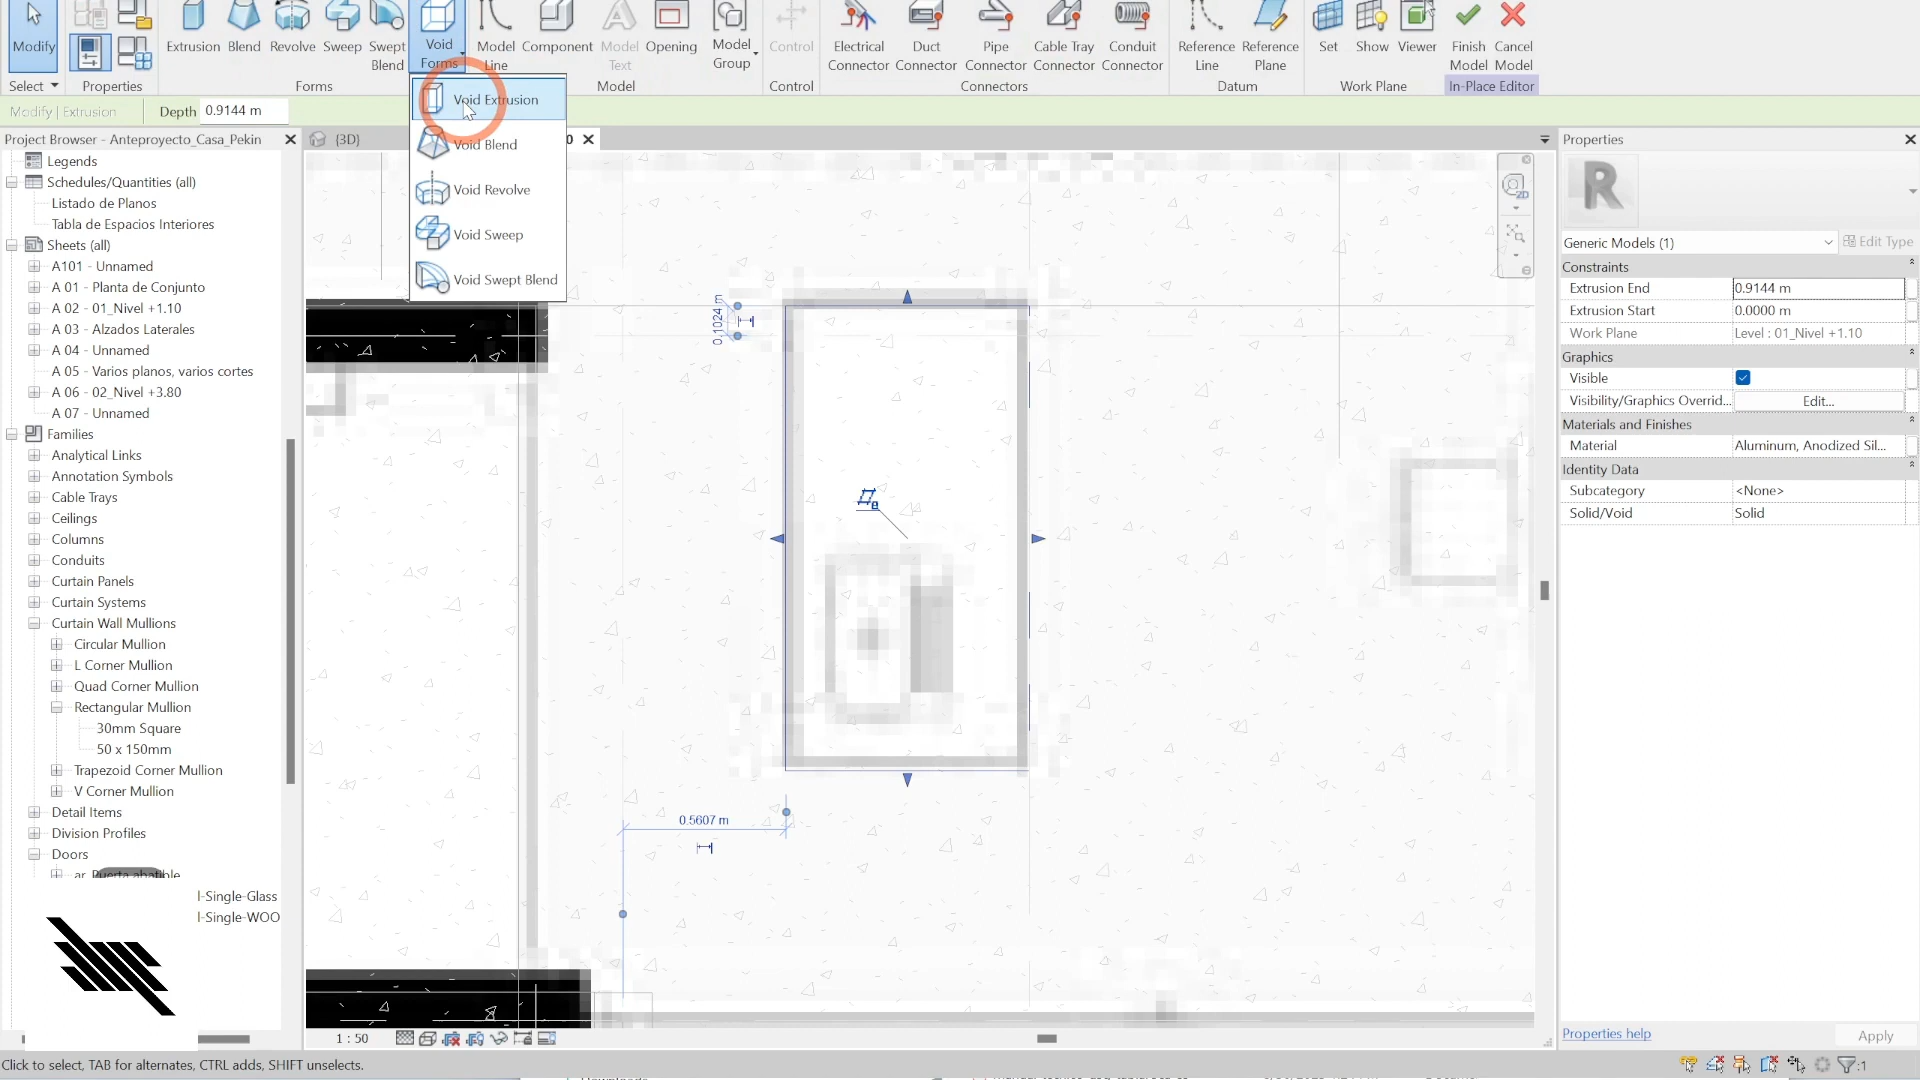 Modify
Extrusion
Blend
Revolve
Sweep
Swept
Blend
Void
Forms
Model
Line
Component
Model
Text
Opening
Model
Group
Control
Electrical
Connector
Duct
Connector
Pipe
Connector
Cable Tray
Connector
Conduit
Connector
Reference
Line
Reference
Plane
Set
Show
Viewer
Finish
Model
Cancel
Model
Select
Properties
Forms
Model
Control
Connectors
Datum
Work Plane
In-Place Editor
Modify | Extrusion
Depth 0.9144 m
Void Extrusion
Void Blend
Void Revolve
Void Sweep
Void Swept Blend
Project Browser - Anteproyecto_Casa_Pekin
{3D}
0
Legends
Schedules/Quantities (all)
Listado de Planos
Tabla de Espacios Interiores
Sheets (all)
A101 - Unnamed
A 01 - Planta de Conjunto
A 02 - 01_Nivel +1.10
A 03 - Alzados Laterales
A 04 - Unnamed
A 05 - Varios planos, varios cortes
A 06 - 02_Nivel +3.80
A 07 - Unnamed
Families
Analytical Links
Annotation Symbols
Cable Trays
Ceilings
Columns
Conduits
Curtain Panels
Curtain Systems
Curtain Wall Mullions
Circular Mullion
L Corner Mullion
Quad Corner Mullion
Rectangular Mullion
30mm Square
50 x 150mm
Trapezoid Corner Mullion
V Corner Mullion
Detail Items
Division Profiles
Doors
l-Single-Glass
l-Single-WOO
2D
0.1024 m
0.5607 m
1 : 50
Properties
R
Generic Models (1)
Edit Type
Constraints
Extrusion End 0.9144 m
Extrusion Start 0.0000 m
Work Plane Level : 01_Nivel +1.10
Graphics
Visible
Visibility/Graphics Overrid... Edit...
Materials and Finishes
Material Aluminum, Anodized Sil...
Identity Data
Subcategory <None>
Solid/Void Solid
Properties help
Apply
Click to select, TAB for alternates, CTRL adds, SHIFT unselects.
:1